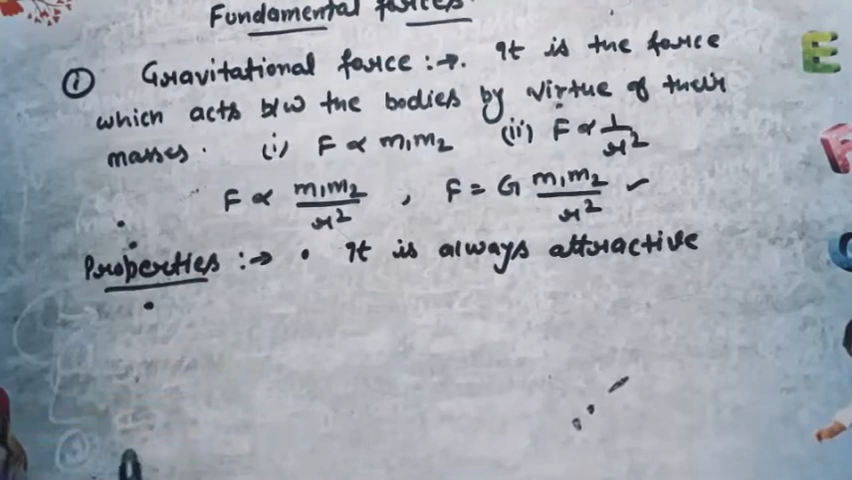 Fundamental forces
① Gravitational force :→. It is the force
which acts b/w the bodies by virtue of their
masses. (i) F ∝ m₁m₂ (ii) F ∝ 1/r²
F ∝ m₁m₂/r² , F = G m₁m₂/r² ✓
Properties :→ • It is always attractive
•
E